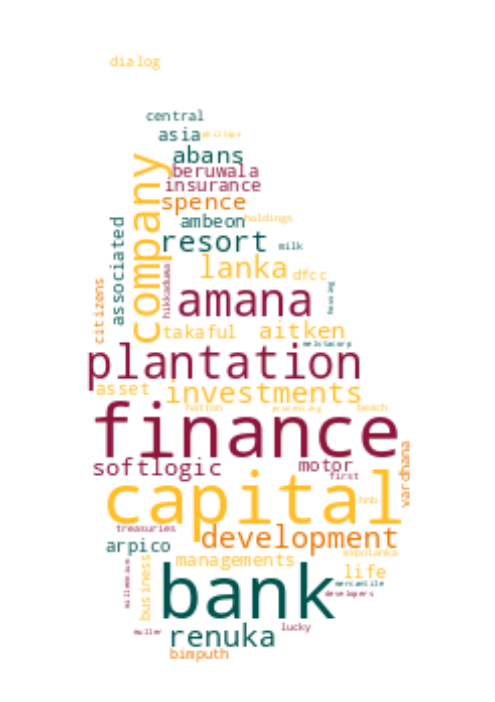 dialog
central
asia
phillips
abans
beruwala
insurance
company
spence
holdings
ambeon
associated
resort
milk
lanka
dfcc
hikkaduwa
citizens
housing
amana
takaful
aitken
melstacorp
plantation
asset
investments
hatton
processing
beach
finance
softlogic
motor
first
vardhana
capital
hnb
treasuries
development
arpico
expolanka
managements
life
millennium
business
mercantile
developers
bank
muller
renuka
lucky
bimputh